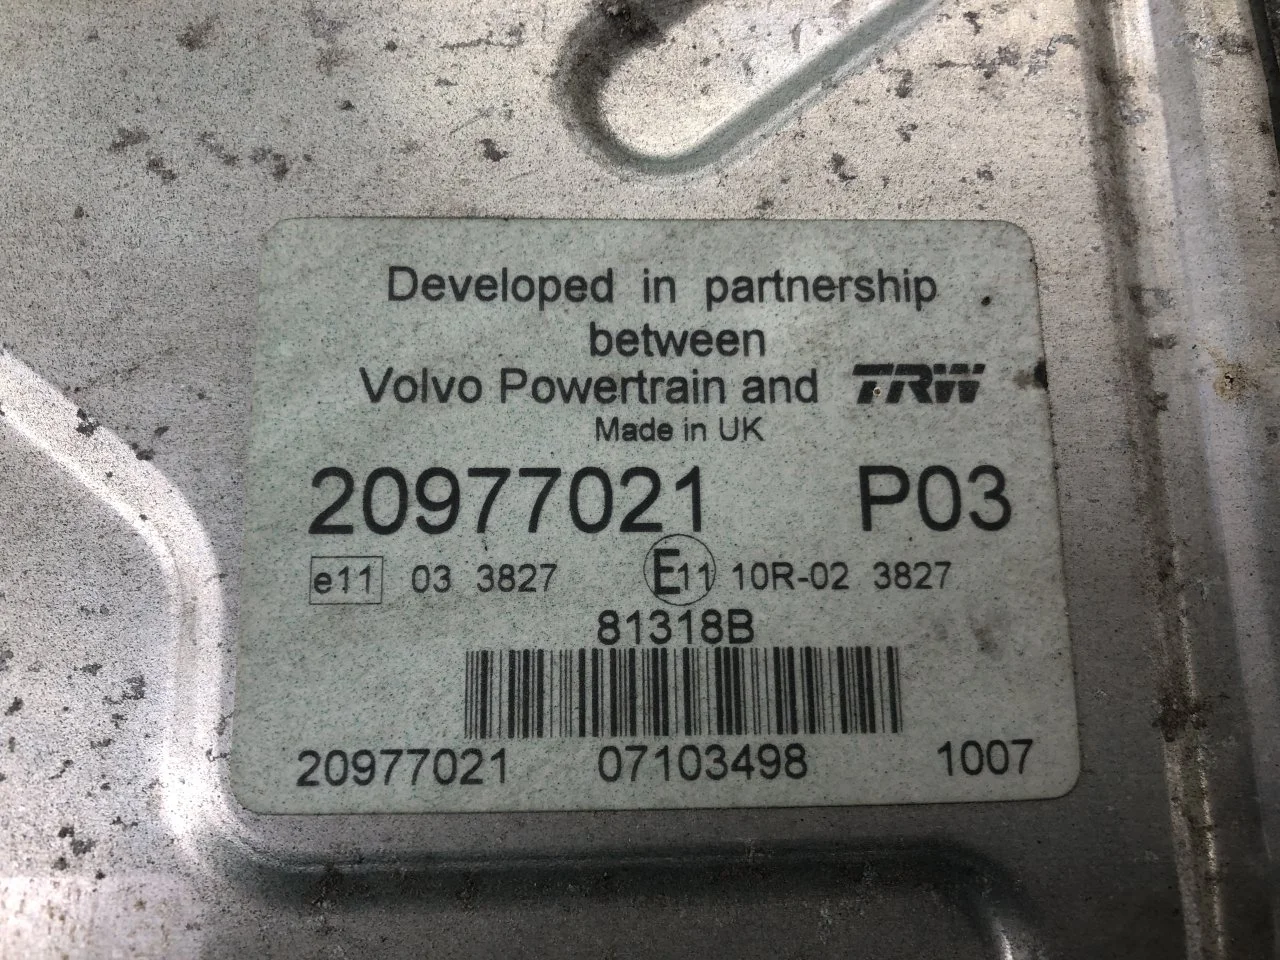 Developed in partnership
between
Volvo Powertrain and TRW
Made in UK
20977021 P03
e11 03 3827 E11 10R-02 3827
81318B
20977021 07103498 1007